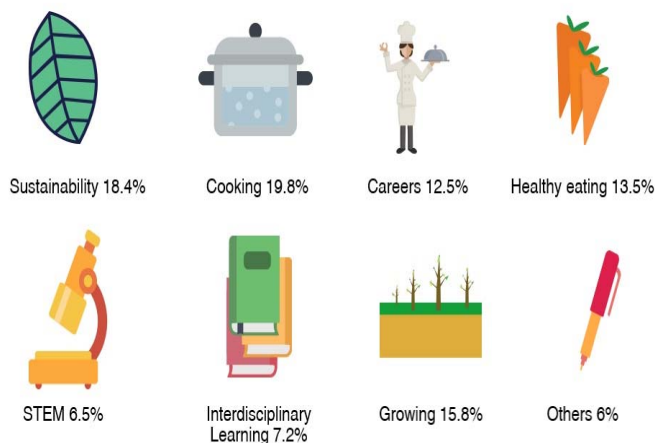 Sustainability 18.4%
Cooking 19.8%
Careers 12.5%
Healthy eating 13.5%
STEM 6.5%
Interdisciplinary
Learning 7.2%
Growing 15.8%
Others 6%